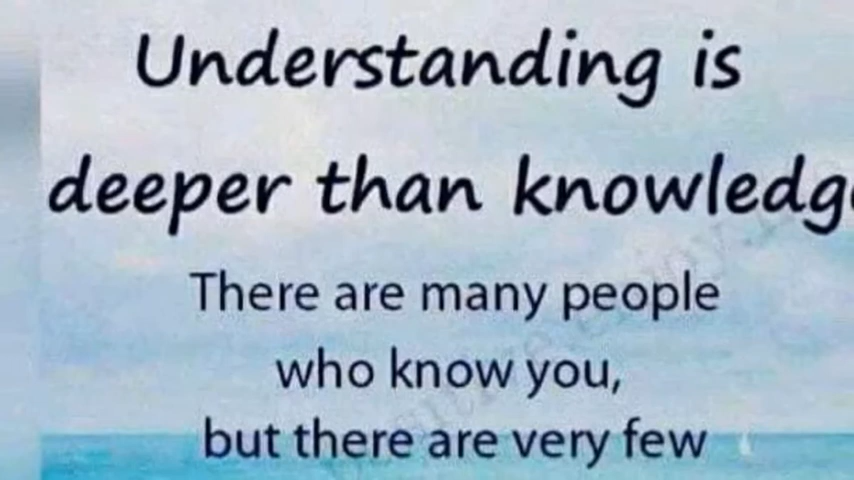 Understanding is
deeper than knowledg
There are many people
who know you,
but there are very few